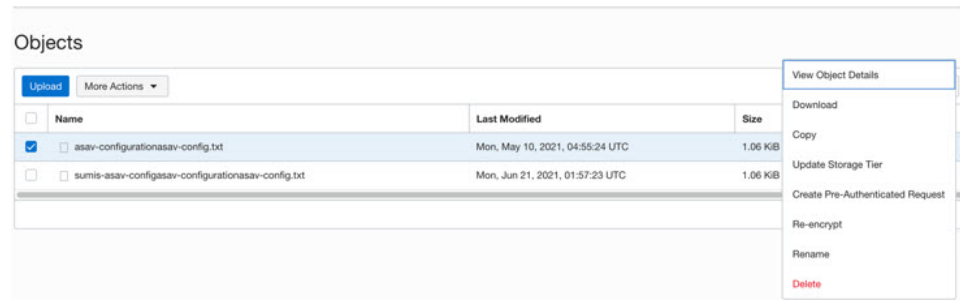 Objects
Upload More Actions
Name Last Modified Size
asav-configurationasav-config.txt Mon, May 10, 2021, 04:55:24 UTC 1.06 KiB
sumis-asav-configasav-configurationasav-config.txt Mon, Jun 21, 2021, 01:57:23 UTC 1.06 KiB
View Object Details
Download
Copy
Update Storage Tier
Create Pre-Authenticated Request
Re-encrypt
Rename
Delete